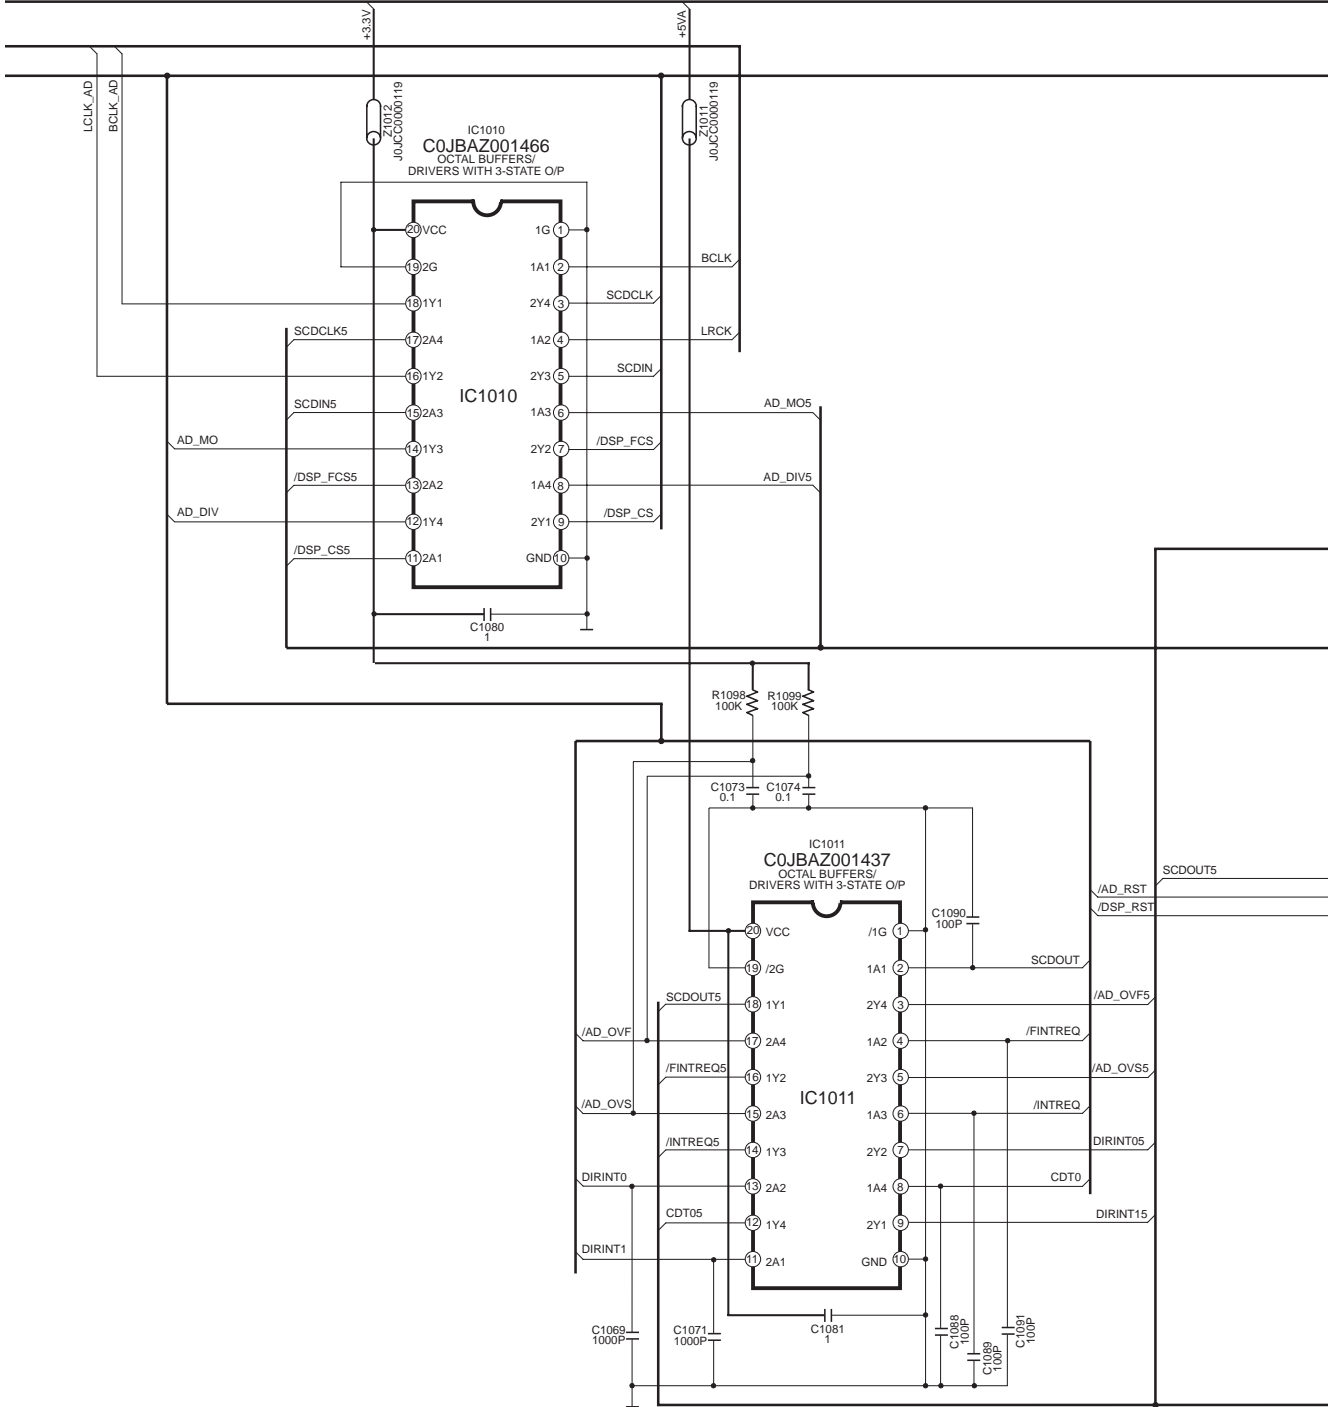 +3.3V
+5VA
LCLK_AD
BCLK_AD
Z1012
J0JCC0000119
Z1011
J0JCC0000119
IC1010
C0JBAZ001466
OCTAL BUFFERS/
DRIVERS WITH 3-STATE O/P
20 VCC 1G 1
19 2G 1A1 2 BCLK
18 1Y1 2Y4 3 SCDCLK
SCDCLK5 17 2A4 1A2 4 LRCK
16 1Y2 2Y3 5 SCDIN
IC1010
SCDIN5 15 2A3 1A3 6 AD_MO5
AD_MO 14 1Y3 2Y2 7 /DSP_FCS
/DSP_FCS5 13 2A2 1A4 8 AD_DIV5
AD_DIV 12 1Y4 2Y1 9 /DSP_CS
/DSP_CS5 11 2A1 GND 10
C1080
1
R1098
100K
R1099
100K
C1073
0.1
C1074
0.1
IC1011
C0JBAZ001437
OCTAL BUFFERS/
DRIVERS WITH 3-STATE O/P
SCDOUT5
/AD_RST
/DSP_RST
C1090
100P
20 VCC /1G 1
19 /2G 1A1 2 SCDOUT
SCDOUT5 18 1Y1 2Y4 3 /AD_OVF5
/AD_OVF 17 2A4 1A2 4 /FINTREQ
/FINTREQ5 16 1Y2 2Y3 5 /AD_OVS5
IC1011
/AD_OVS 15 2A3 1A3 6 /INTREQ
/INTREQ5 14 1Y3 2Y2 7 DIRINT05
DIRINT0 13 2A2 1A4 8 CDT0
CDT05 12 1Y4 2Y1 9 DIRINT15
DIRINT1 11 2A1 GND 10
C1069
1000P
C1071
1000P
C1081
1
C1088
100P
C1089
100P
C1091
100P